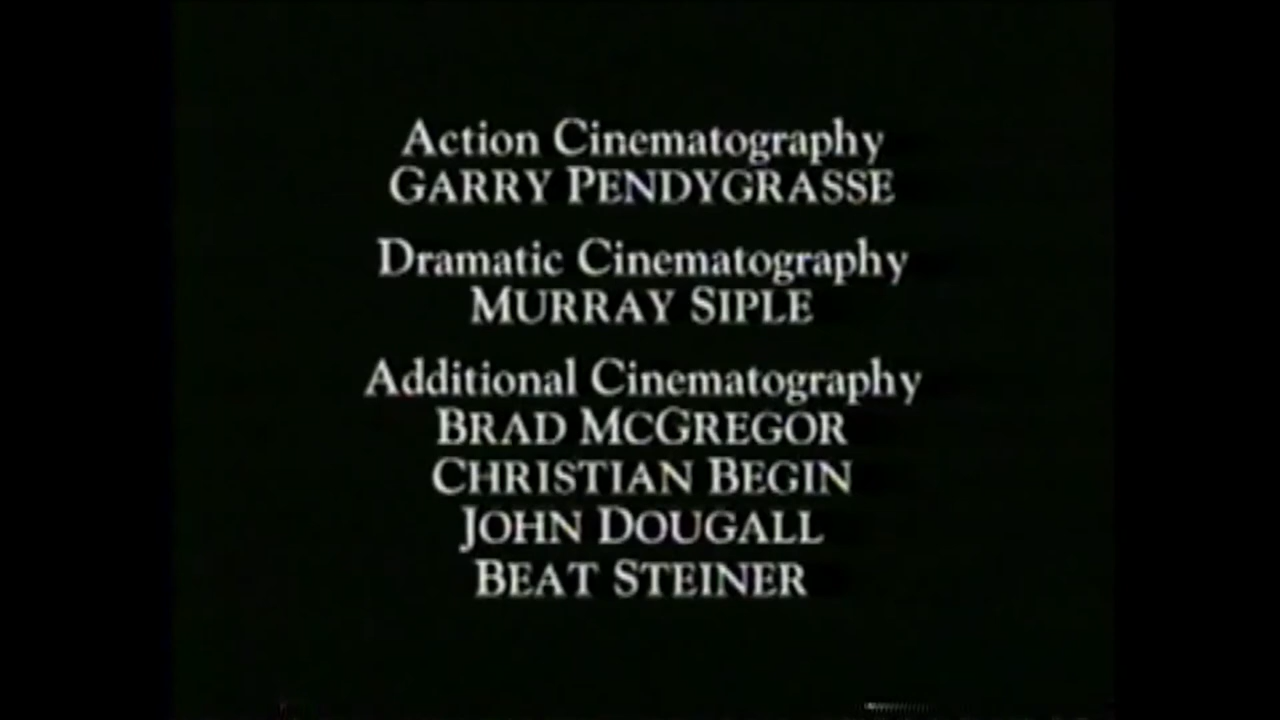 Action Cinematography
GARRY PENDYGRASSE
Dramatic Cinematography
MURRAY SIPLE
Additional Cinematography
BRAD MCGREGOR
CHRISTIAN BEGIN
JOHN DOUGALL
BEAT STEINER